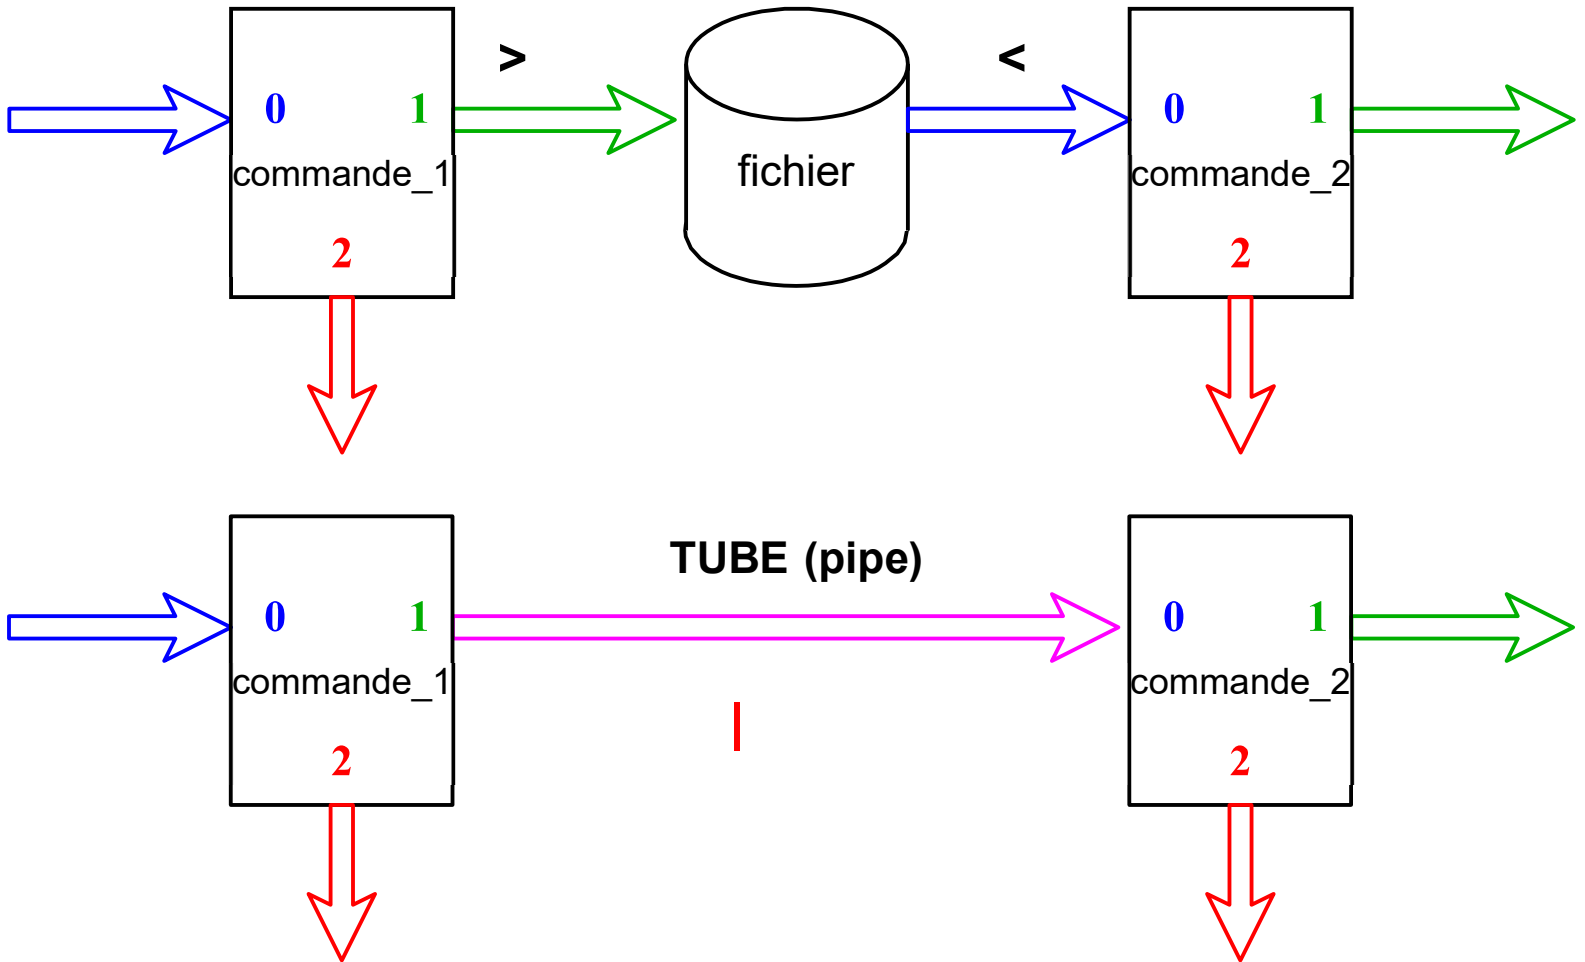 > <
0 1 0 1
commande_1 fichier commande_2
2 2
TUBE (pipe)
0 1 0 1
commande_1 commande_2
|
2 2